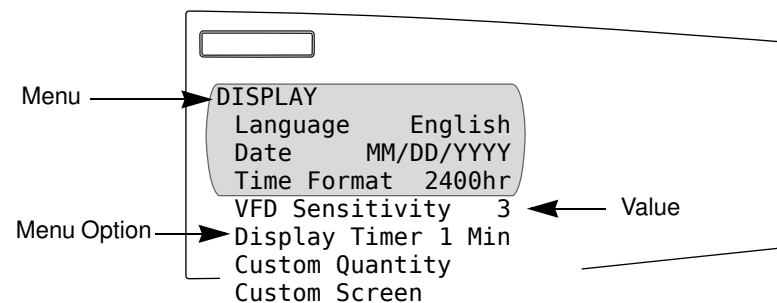 Menu
DISPLAY
Language English
Date MM/DD/YYYY
Time Format 2400hr
VFD Sensitivity 3
Value
Menu Option
Display Timer 1 Min
Custom Quantity
Custom Screen